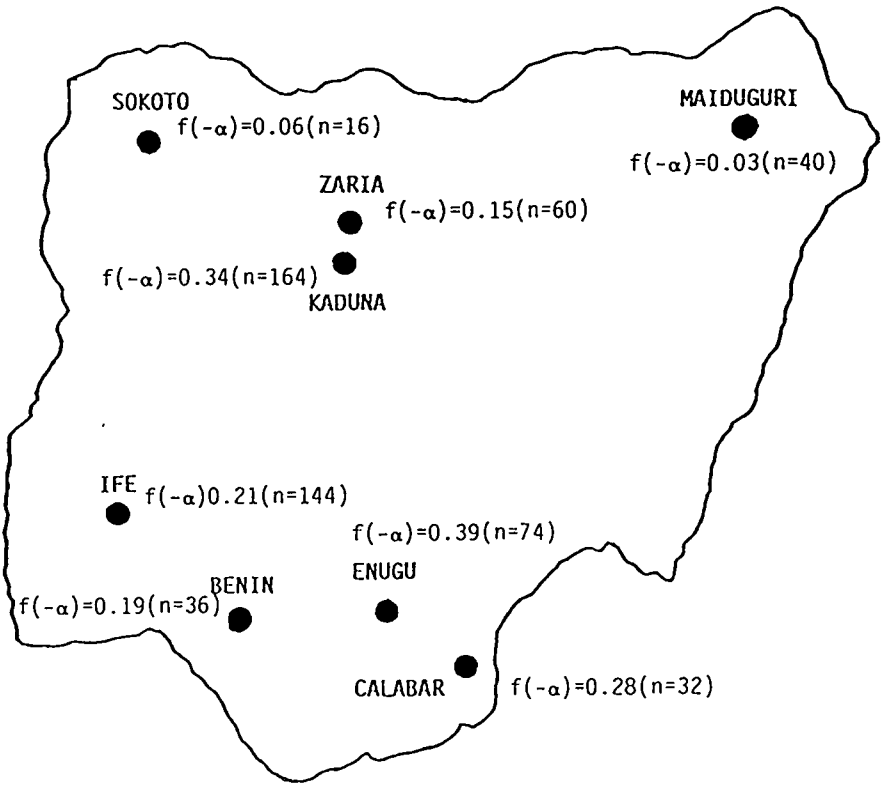 SOKOTO
f(-α)=0.06(n=16)
MAIDUGURI
f(-α)=0.03(n=40)
ZARIA
f(-α)=0.15(n=60)
f(-α)=0.34(n=164)
KADUNA
IFE
f(-α)0.21(n=144)
f(-α)=0.39(n=74)
ENUGU
BENIN
f(-α)=0.19(n=36)
CALABAR
f(-α)=0.28(n=32)